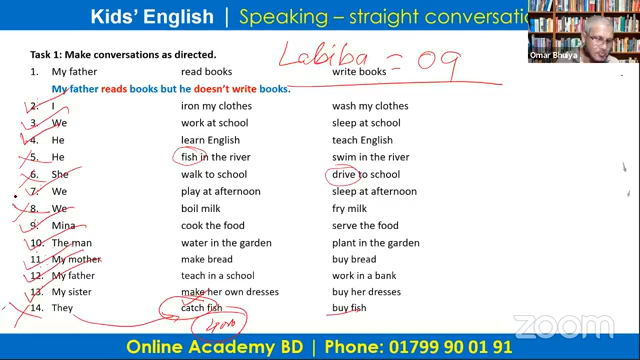 Kids' English | Speaking – straight conversation
Omar Bhuiya
Task 1: Make conversations as directed.
Labiba = 09
1. My father read books write books
My father reads books but he doesn't write books.
2. I iron my clothes wash my clothes
3. We work at school sleep at school
4. He learn English teach English
5. He fish in the river swim in the river
6. She walk to school drive to school
7. We play at afternoon sleep at afternoon
8. We boil milk fry milk
9. Mina cook the food serve the food
10. The man water in the garden plant in the garden
11. My mother make bread buy bread
12. My father teach in a school work in a bank
13. My sister make her own dresses buy her dresses
14. They catch fish buy fish
zoom
Online Academy BD | Phone: 01799 90 01 91